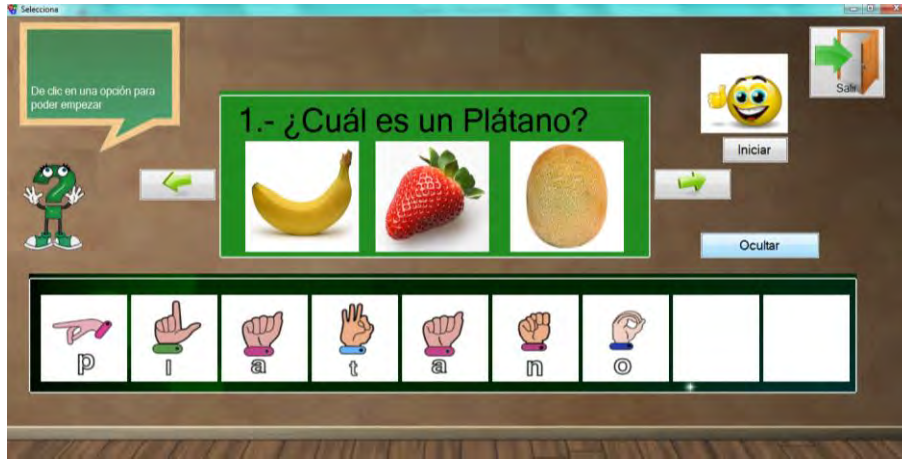 Selecciona
De clic en una opción para
poder empezar
Salir
1.- ¿Cuál es un Plátano?
Iniciar
Ocultar
p l a t a n o